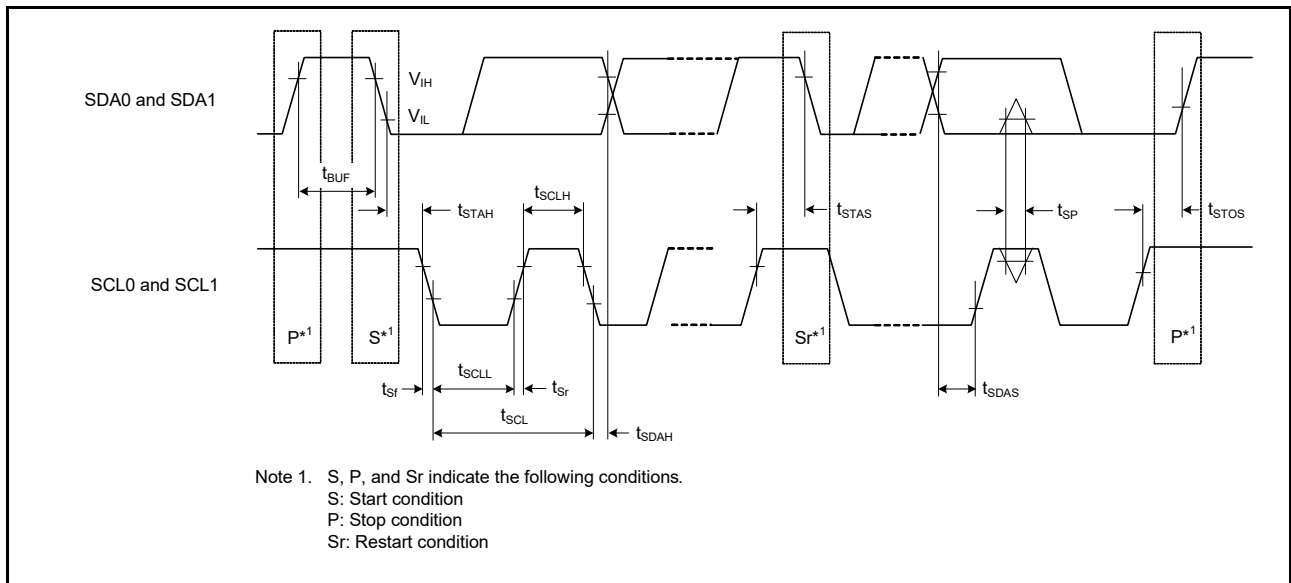 SDA0 and SDA1
VIH
VIL
tBUF
tSTAH
tSCLH
tSTAS
tSP
tSTOS
SCL0 and SCL1
P*1
S*1
Sr*1
P*1
tSf
tSCLL
tSr
tSCL
tSDAH
tSDAS
Note 1. S, P, and Sr indicate the following conditions.
S: Start condition
P: Stop condition
Sr: Restart condition